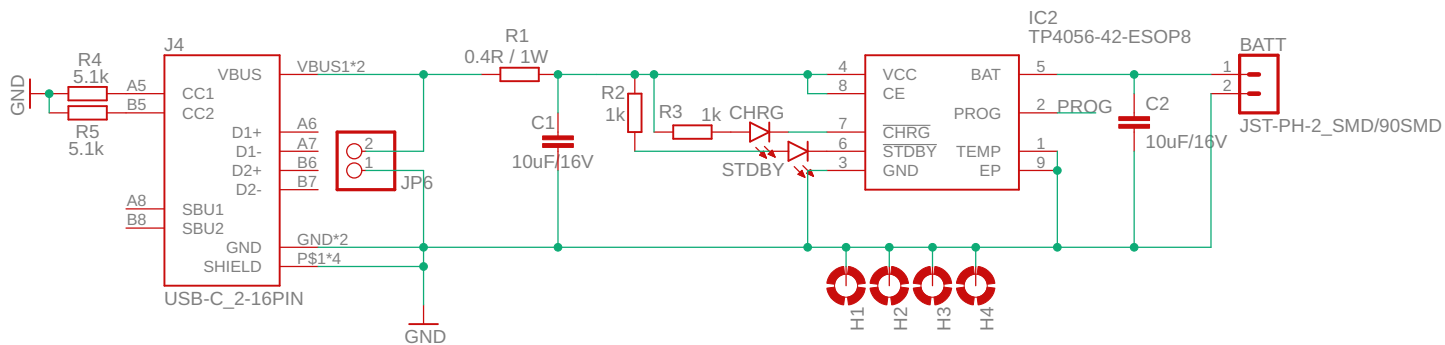 IC2
TP4056-42-ESOP8
R1
0.4R / 1W
J4
BATT
R4
5.1k
GND
A5
B5
R5
5.1k
VBUS
VBUS1*2
CC1
CC2
D1+
A6
D1-
A7
D2+
B6
D2-
B7
A8
SBU1
B8
SBU2
GND
GND*2
SHIELD
P$1*4
USB-C_2-16PIN
2
1
JP6
GND
C1
10uF/16V
R2
1k
R3
1k
CHRG
STDBY
4
VCC
8
CE
7
CHRG
6
STDBY
3
GND
BAT
5
PROG
2
PROG
TEMP
1
EP
9
C2
10uF/16V
1
2
JST-PH-2_SMD/90SMD
H1
H2
H3
H4